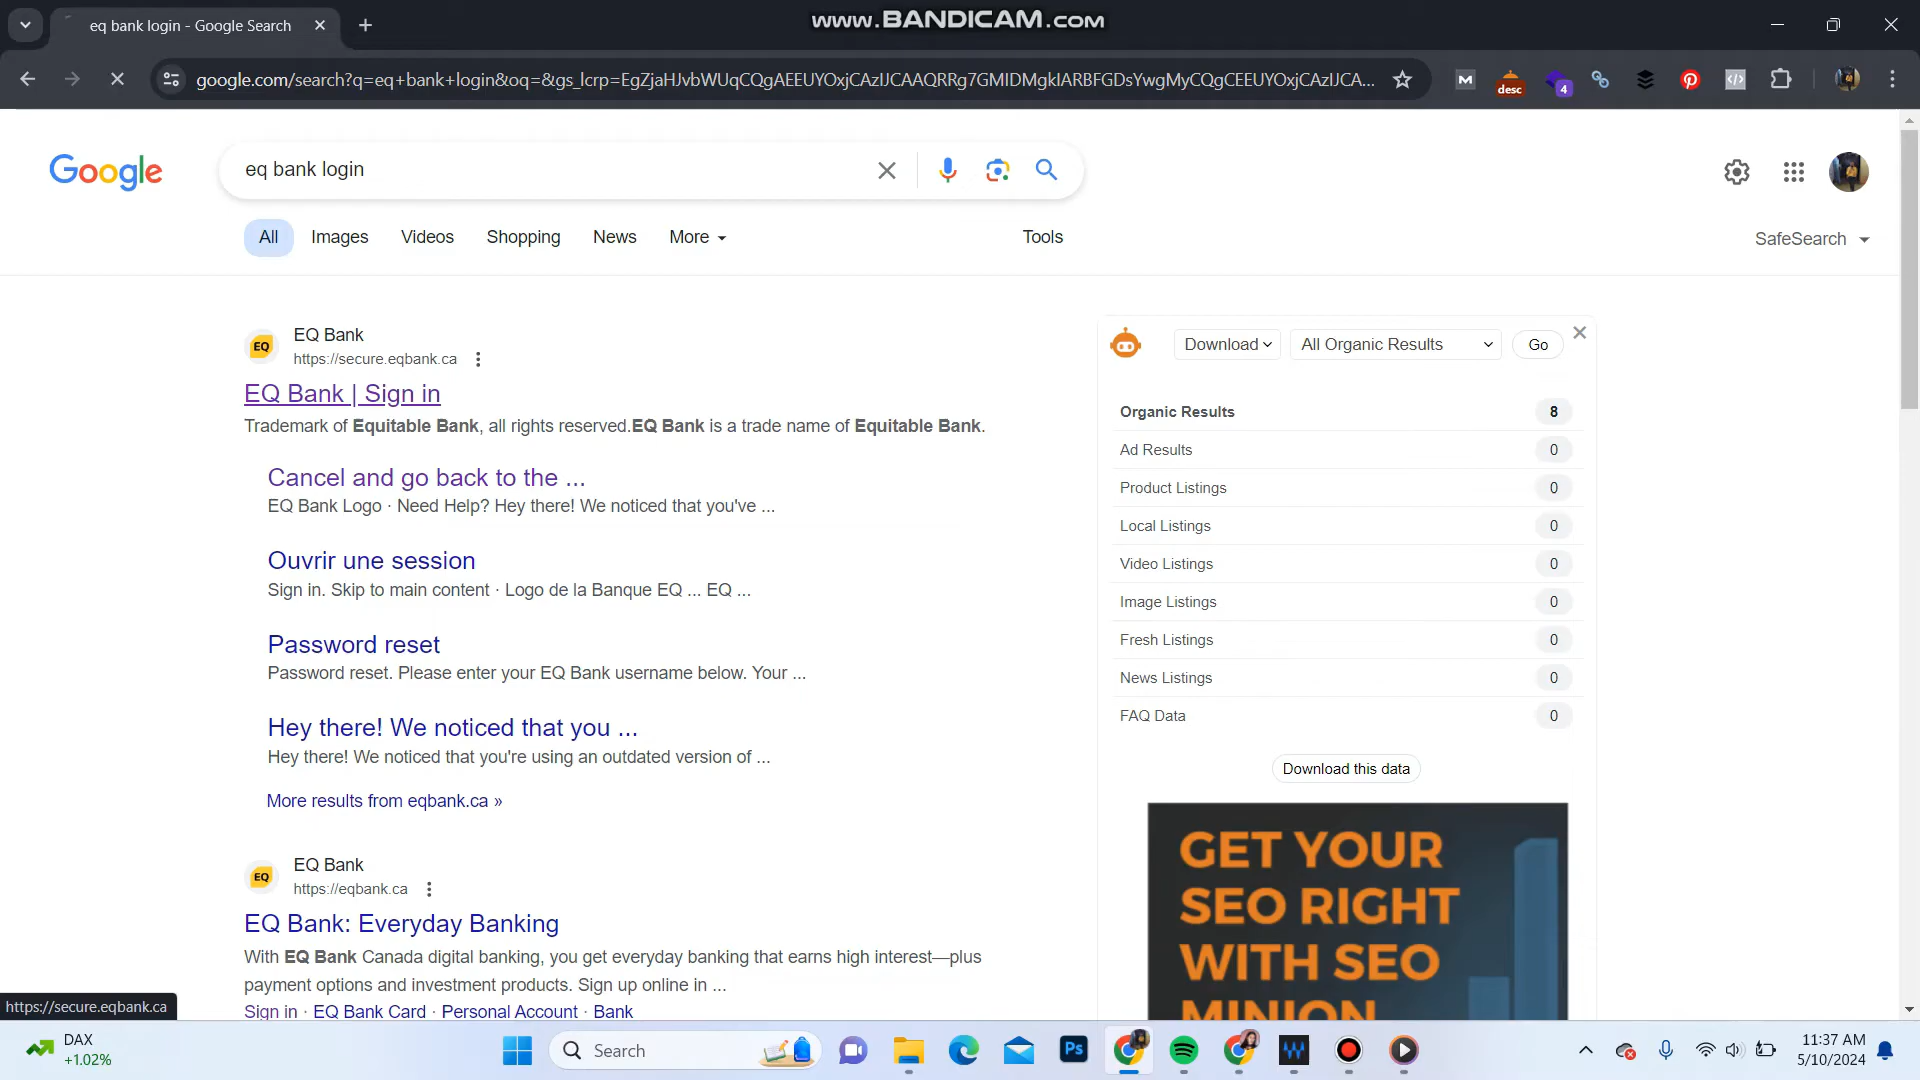 eq bank login - Google Search
www.BANDICAM.com
google.com/search?q=eq+bank+login&oq=&gs_lcrp=EgZjaHJvbWUqCQgAEEUYOxjCAzIJCAAQRRg7GMIDMgkIARBFGDsYwgMyCQgCEEUYOxjCAzIJCA...
desc
4
Google
eq bank login
All
Images
Videos
Shopping
News
More
Tools
SafeSearch
EQ
EQ Bank
https://secure.eqbank.ca
EQ Bank | Sign in
Trademark of Equitable Bank, all rights reserved.EQ Bank is a trade name of Equitable Bank.
Cancel and go back to the ...
EQ Bank Logo · Need Help? Hey there! We noticed that you've ...
Ouvrir une session
Sign in. Skip to main content · Logo de la Banque EQ ... EQ ...
Password reset
Password reset. Please enter your EQ Bank username below. Your ...
Hey there! We noticed that you ...
Hey there! We noticed that you're using an outdated version of ...
More results from eqbank.ca »
EQ
EQ Bank
https://eqbank.ca
EQ Bank: Everyday Banking
With EQ Bank Canada digital banking, you get everyday banking that earns high interest—plus
payment options and investment products. Sign up online in ...
Sign in · EQ Bank Card · Personal Account · Bank
Download
All Organic Results
Go
Organic Results 8
Ad Results 0
Product Listings 0
Local Listings 0
Video Listings 0
Image Listings 0
Fresh Listings 0
News Listings 0
FAQ Data 0
Download this data
GET YOUR
SEO RIGHT
WITH SEO
MINION
https://secure.eqbank.ca
DAX
+1.02%
Search
Ps
11:37 AM
5/10/2024